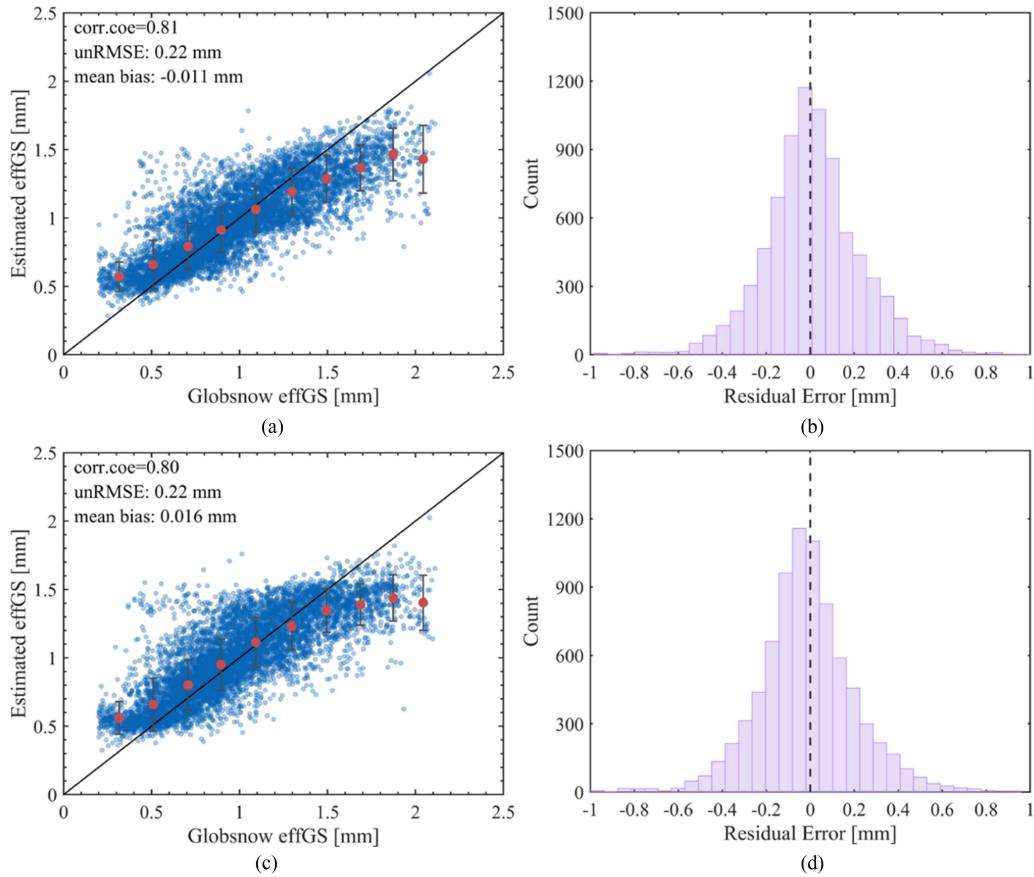 corr.coe=0.81
unRMSE: 0.22 mm
mean bias: -0.011 mm
Estimated effGS [mm]
2.5
2
1.5
1
0.5
0
0 0.5 1 1.5 2 2.5
Globsnow effGS [mm]
(a)
Count
1500
1200
900
600
300
0
-1 -0.8 -0.6 -0.4 -0.2 0 0.2 0.4 0.6 0.8 1
Residual Error [mm]
(b)
corr.coe=0.80
unRMSE: 0.22 mm
mean bias: 0.016 mm
Estimated effGS [mm]
2.5
2
1.5
1
0.5
0
0 0.5 1 1.5 2 2.5
Globsnow effGS [mm]
(c)
Count
1500
1200
900
600
300
0
-1 -0.8 -0.6 -0.4 -0.2 0 0.2 0.4 0.6 0.8 1
Residual Error [mm]
(d)